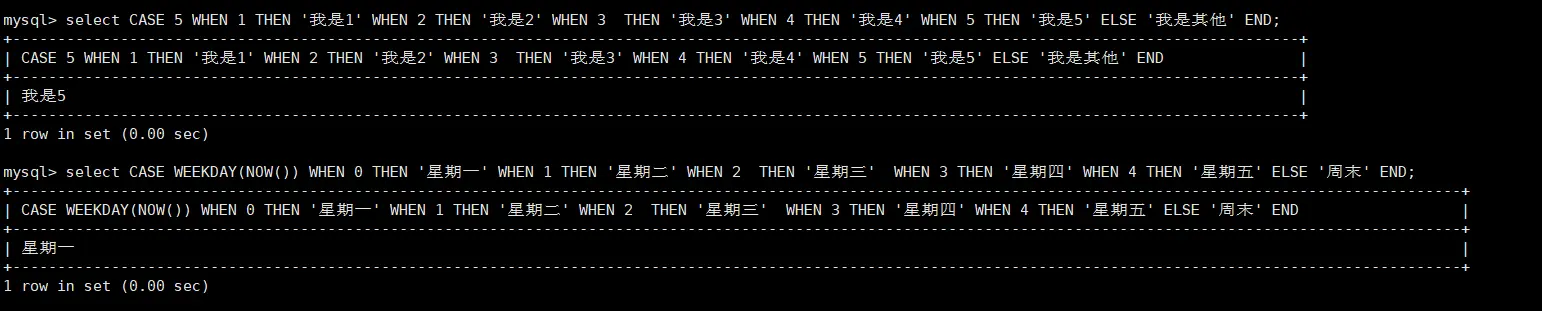 mysql> select CASE 5 WHEN 1 THEN '我是1' WHEN 2 THEN '我是2' WHEN 3  THEN '我是3' WHEN 4 THEN '我是4' WHEN 5 THEN '我是5' ELSE '我是其他' END;
| CASE 5 WHEN 1 THEN '我是1' WHEN 2 THEN '我是2' WHEN 3  THEN '我是3' WHEN 4 THEN '我是4' WHEN 5 THEN '我是5' ELSE '我是其他' END |
| 我是5 |
1 row in set (0.00 sec)
mysql> select CASE WEEKDAY(NOW()) WHEN 0 THEN '星期一' WHEN 1 THEN '星期二' WHEN 2  THEN '星期三'  WHEN 3 THEN '星期四' WHEN 4 THEN '星期五' ELSE '周末' END;
| CASE WEEKDAY(NOW()) WHEN 0 THEN '星期一' WHEN 1 THEN '星期二' WHEN 2  THEN '星期三'  WHEN 3 THEN '星期四' WHEN 4 THEN '星期五' ELSE '周末' END |
| 星期一 |
1 row in set (0.00 sec)